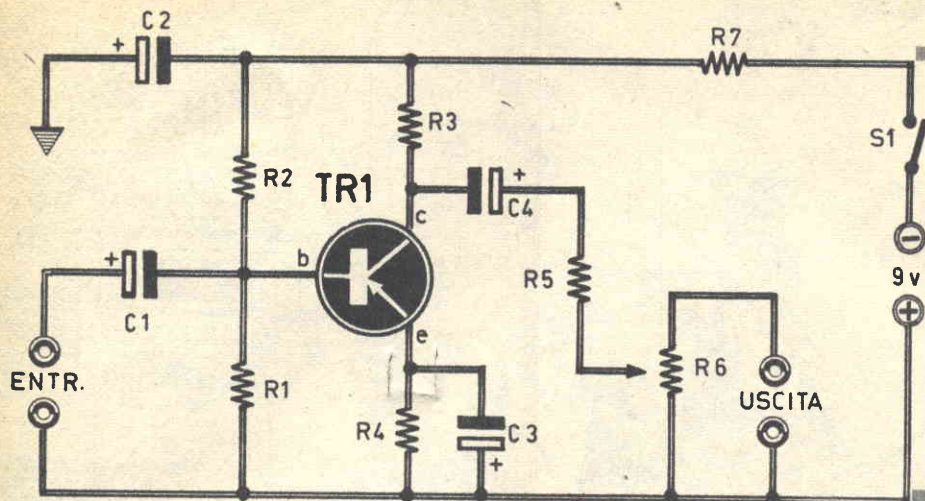 C2
+
R7
R3
S1
R2
TR1
+
C4
c
−
b
9v
+
R5
+
C1
e
ENTR.
R1
R6
USCITA
R4
C3
+